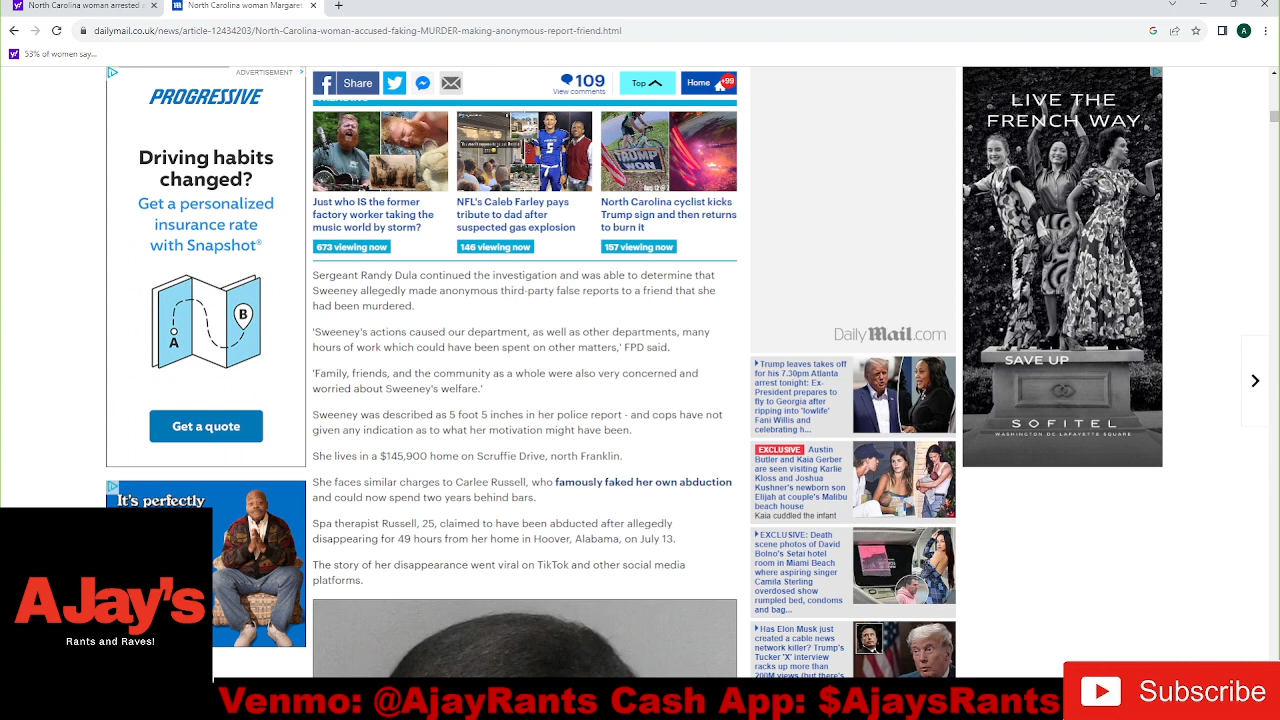 North Carolina woman arrested a
North Carolina woman Margaret
dailymail.co.uk/news/article-12434203/North-Carolina-woman-accused-faking-MURDER-making-anonymous-report-friend.html
A
53% of women say...
ADVERTISEMENT
PROGRESSIVE
Driving habits
changed?
Get a personalized
insurance rate
with Snapshot®
A
B
Get a quote
It's perfectly
AJay's
Rants and Raves!
Share
109
View comments
Top
Home
+99
TRUMP
Just who IS the former
factory worker taking the
music world by storm?
673 viewing now
NFL's Caleb Farley pays
tribute to dad after
suspected gas explosion
146 viewing now
North Carolina cyclist kicks
Trump sign and then returns
to burn it
157 viewing now
Sergeant Randy Dula continued the investigation and was able to determine that
Sweeney allegedly made anonymous third-party false reports to a friend that she
had been murdered.
'Sweeney's actions caused our department, as well as other departments, many
hours of work which could have been spent on other matters,' FPD said.
'Family, friends, and the community as a whole were also very concerned and
worried about Sweeney's welfare.'
Sweeney was described as 5 foot 5 inches in her police report - and cops have not
given any indication as to what her motivation might have been.
She lives in a $145,900 home on Scruffie Drive, north Franklin.
She faces similar charges to Carlee Russell, who famously faked her own abduction
and could now spend two years behind bars.
Spa therapist Russell, 25, claimed to have been abducted after allegedly
disappearing for 49 hours from her home in Hoover, Alabama, on July 13.
The story of her disappearance went viral on TikTok and other social media
platforms.
Daily Mail.com
Trump leaves takes off
for his 7.30pm Atlanta
arrest tonight: Ex-
President prepares to
fly to Georgia after
ripping into 'lowlife'
Fani Willis and
celebrating h...
EXCLUSIVE Austin
Butler and Kaia Gerber
are seen visiting Karlie
Kloss and Joshua
Kushner's newborn son
Elijah at couple's Malibu
beach house
Kaia cuddled the infant
EXCLUSIVE: Death
scene photos of David
Bolno's Setai hotel
room in Miami Beach
where aspiring singer
Camila Sterling
overdosed show
rumpled bed, condoms
and bag...
Has Elon Musk just
created a cable news
network killer? Trump's
Tucker 'X' interview
racks up more than
200M views (but there's
LIVE THE
FRENCH WAY
SAVE UP
SOFITEL
WASHINGTON DC LAFAYETTE SQUARE
Venmo: @AjayRants Cash App: $AjaysRants
Subscribe